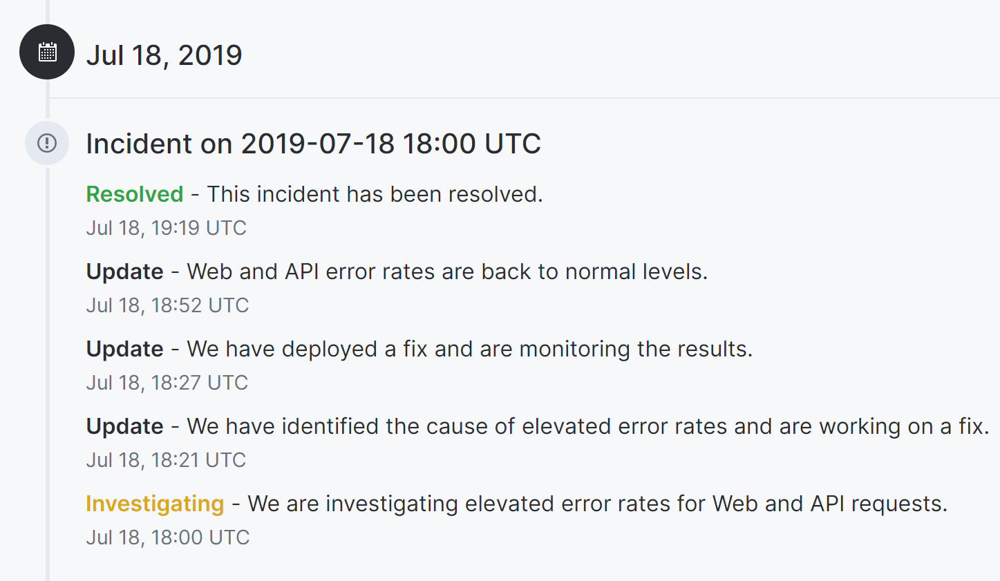 Jul 18, 2019
Incident on 2019-07-18 18:00 UTC
Resolved - This incident has been resolved.
Jul 18, 19:19 UTC
Update - Web and API error rates are back to normal levels.
Jul 18, 18:52 UTC
Update - We have deployed a fix and are monitoring the results.
Jul 18, 18:27 UTC
Update - We have identified the cause of elevated error rates and are working on a fix.
Jul 18, 18:21 UTC
Investigating - We are investigating elevated error rates for Web and API requests.
Jul 18, 18:00 UTC